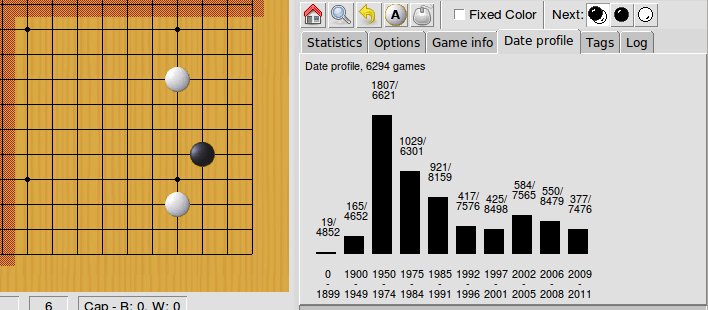 A
Fixed Color
Next:
Statistics
Options
Game info
Date profile
Tags
Log
Date profile, 6294 games
19/
4852
165/
4652
1807/
6621
1029/
6301
921/
8159
417/
7576
425/
8498
584/
7565
550/
8479
377/
7476
0 1900 1950 1975 1985 1992 1997 2002 2006 2009
- - - - - - - - - -
1899 1949 1974 1984 1991 1996 2001 2005 2008 2011
6
Cap - B: 0, W: 0